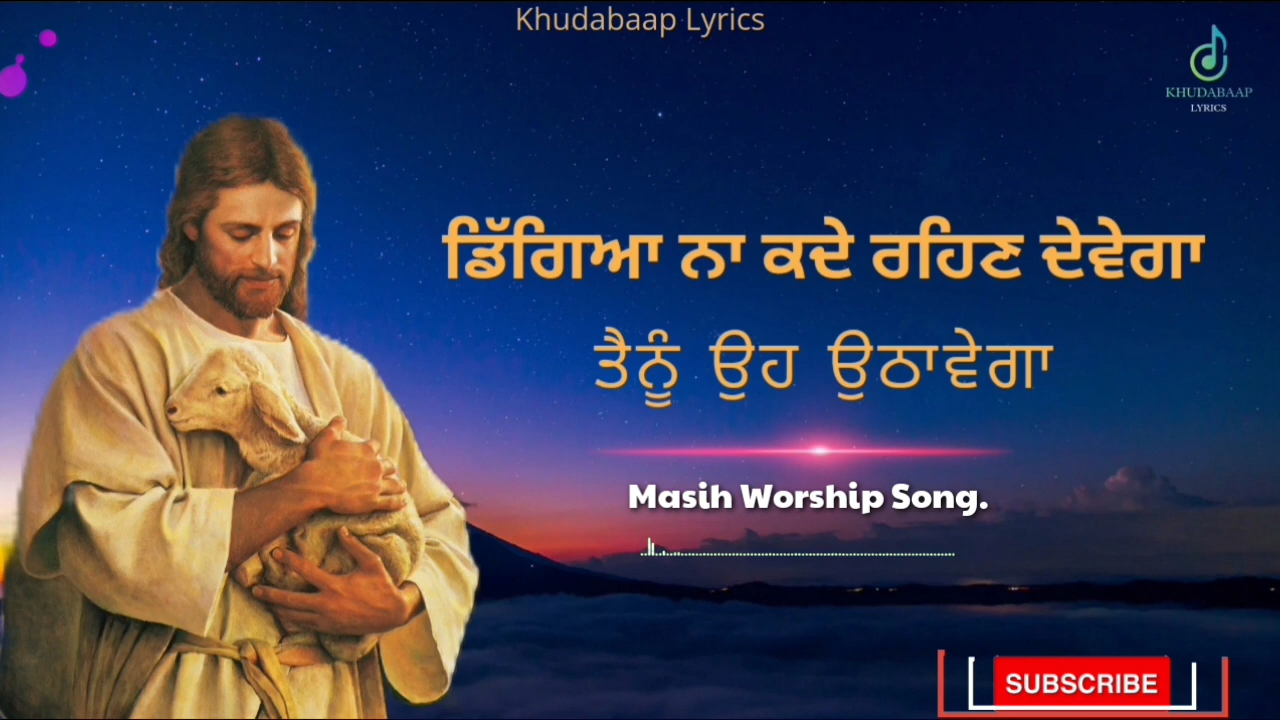 Khudabaap Lyrics
KHUDABAAP
LYRICS
ਡਿੱਗਿਆ ਨਾ ਕਦੇ ਰਹਿਣ ਦੇਵੇਗਾ
ਤੈਨੂੰ ਉਹ ਉਠਾਵੇਗਾ
Masih Worship Song.
SUBSCRIBE